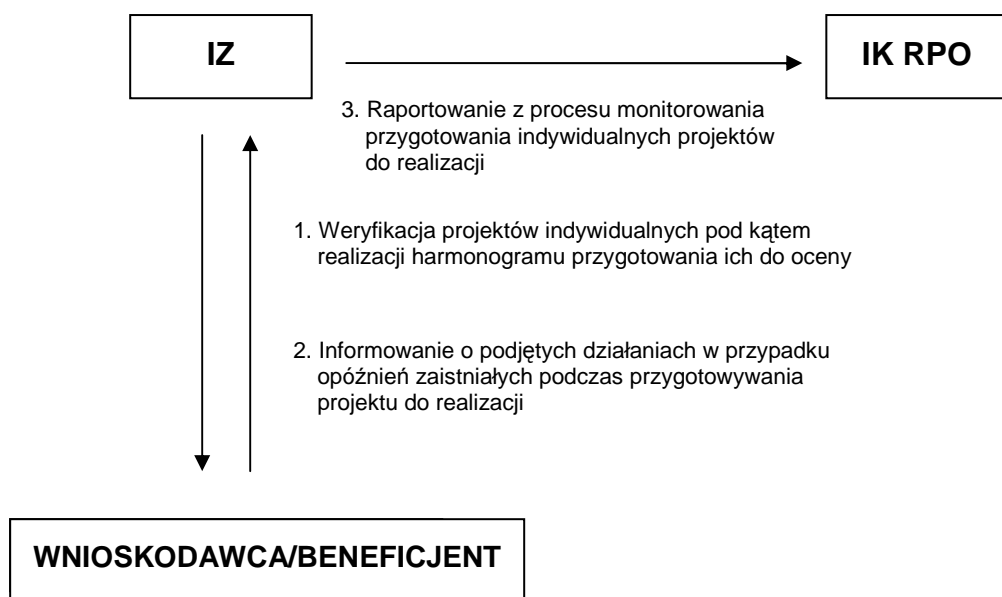 IZ
IK RPO
3. Raportowanie z procesu monitorowania
przygotowania indywidualnych projektów
do realizacji
1. Weryfikacja projektów indywidualnych pod kątem
realizacji harmonogramu przygotowania ich do oceny
2. Informowanie o podjętych działaniach w przypadku
opóźnień zaistniałych podczas przygotowywania
projektu do realizacji
WNIOSKODAWCA/BENEFICJENT